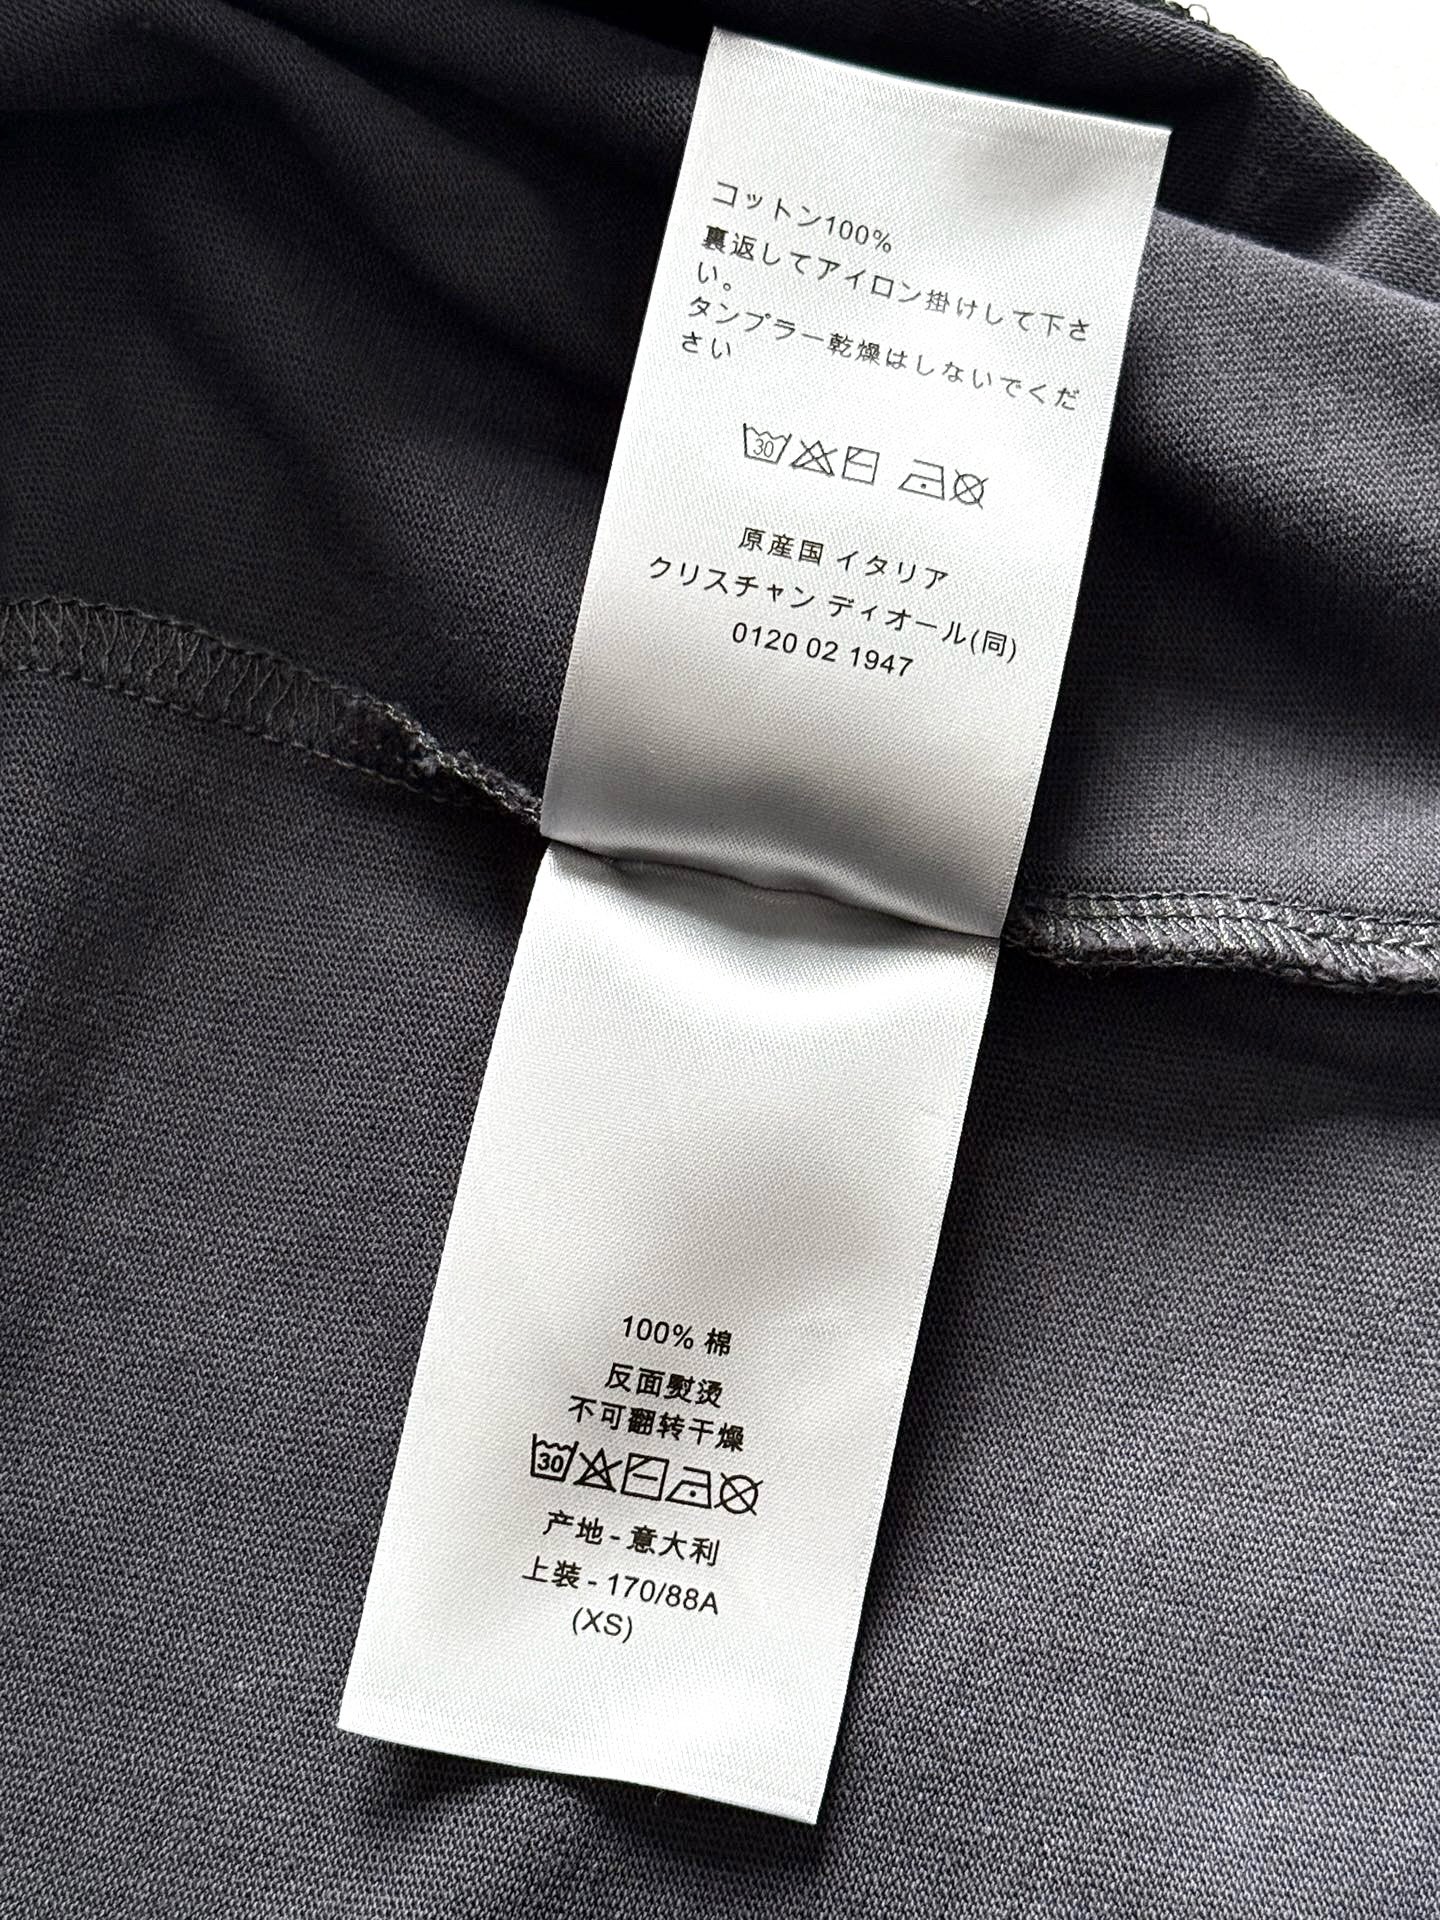 コットン100%
裏返してアイロン掛けして下さ
い。
タンブラー乾燥はしないでくだ
さい
30
原産国 イタリア
クリスチャン ディオール(同)
0120 02 1947
100% 棉
反面熨烫
不可翻转干燥
30
产地 - 意大利
上装 - 170/88A
(XS)